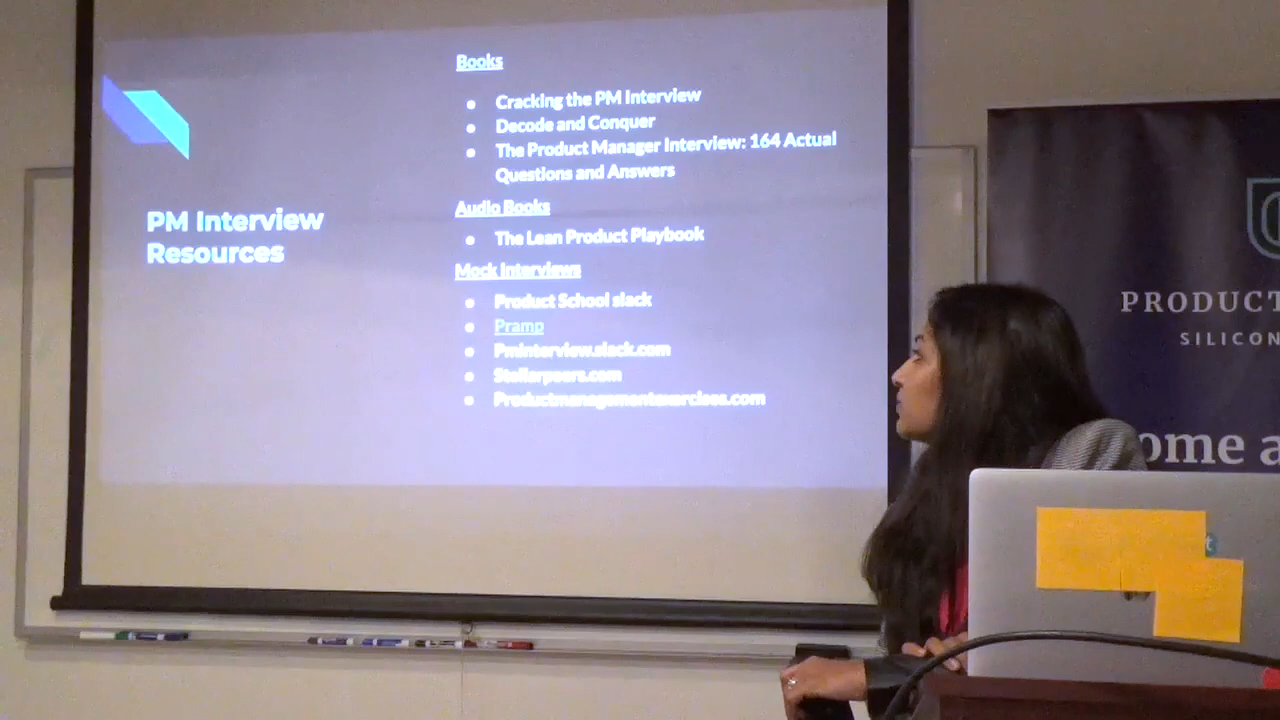 Books
Cracking the PM Interview
Decode and Conquer
The Product Manager Interview: 164 Actual
Questions and Answers
PM Interview
Resources
Audio Books
The Lean Product Playbook
Mock Interviews
Product School slack
Pramp
Pminterview.slack.com
Stellarpeers.com
Productmanagementexercises.com
PRODUCT
SILICON
ome a
t